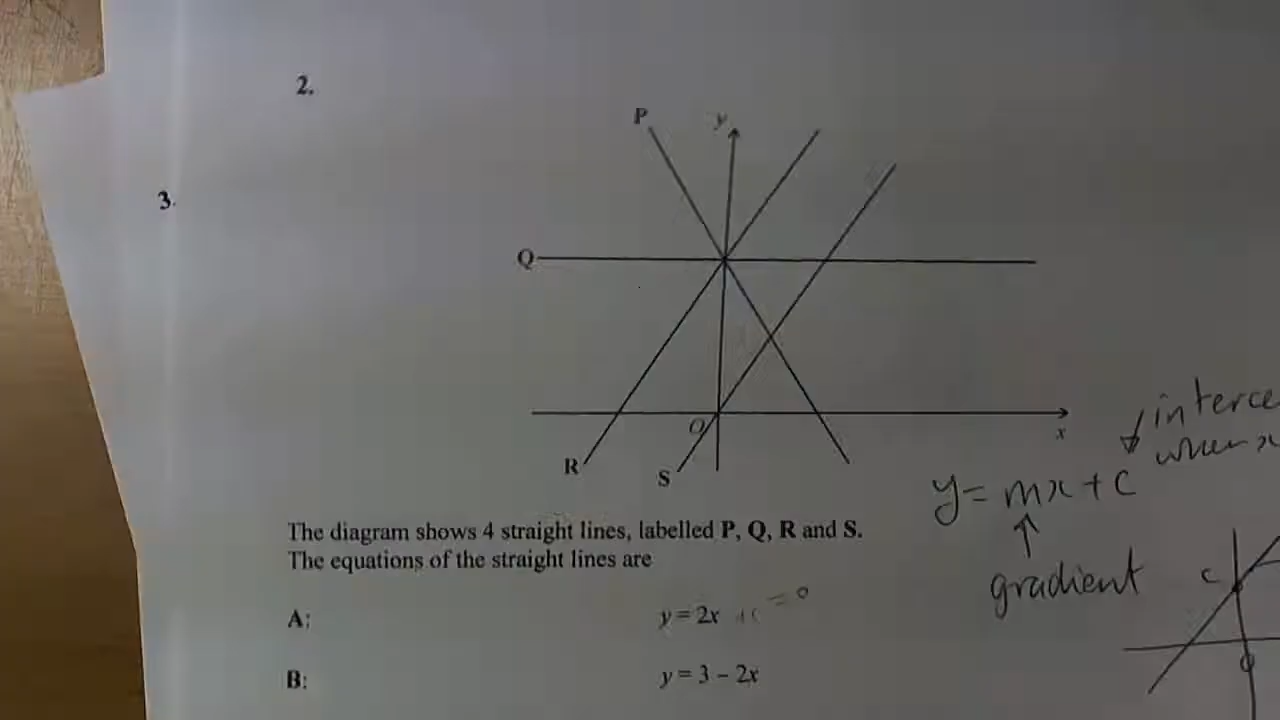 2.
3.
P
y
Q
O
x
R
S
y = mx + c
gradient
c
The diagram shows 4 straight lines, labelled P, Q, R and S.
The equations of the straight lines are
A: y = 2x + c = 0
B: y = 3 – 2x